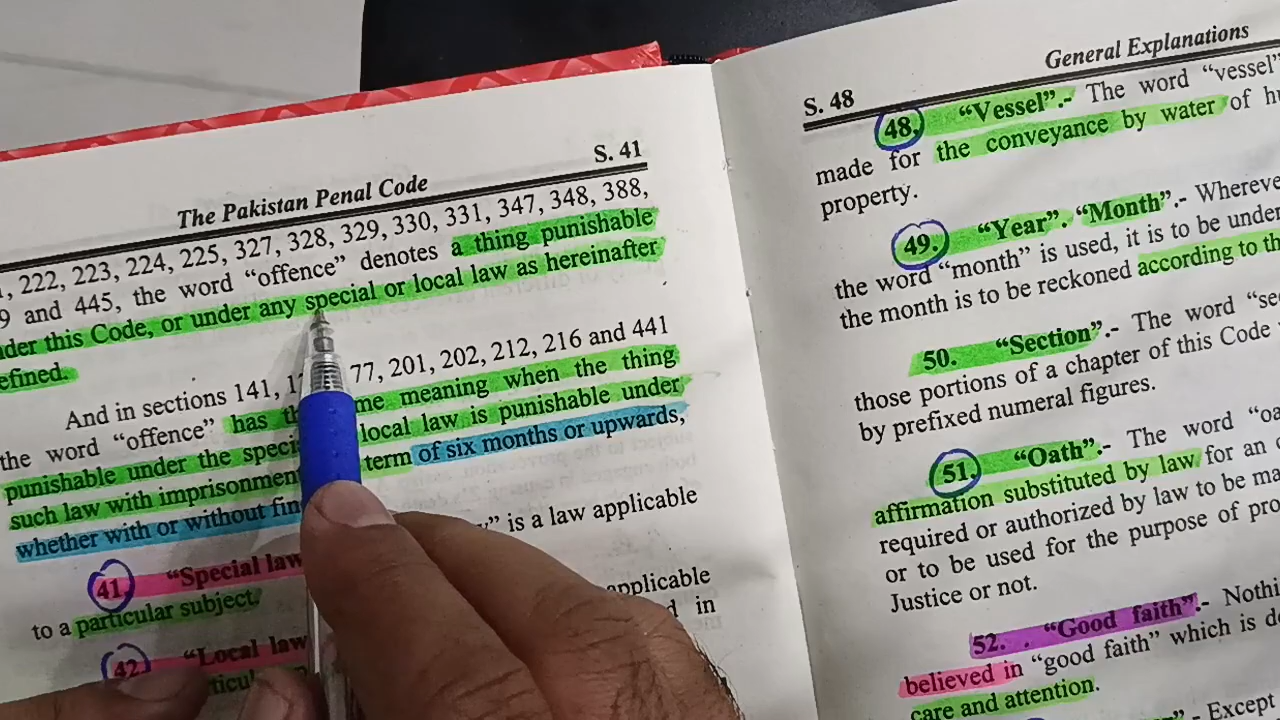 The Pakistan Penal Code S. 41
, 222, 223, 224, 225, 327, 328, 329, 330, 331, 347, 348, 388,
9 and 445, the word "offence" denotes a thing punishable
der this Code, or under any special or local law as hereinafter
efined.
And in sections 141, 1 77, 201, 202, 212, 216 and 441
the word "offence" has th me meaning when the thing
punishable under the speci local law is punishable under
such law with imprisonmen term of six months or upwards,
whether with or without fin
41. "Special law y" is a law applicable
to a particular subject.
42. "Local law applicable
ticul d in
S. 48 General Explanations
48. "Vessel".- The word "vessel"
made for the conveyance by water of hu
property.
49. "Year". "Month".- Whereve
the word "month" is used, it is to be under
the month is to be reckoned according to th
50. "Section".- The word "se
those portions of a chapter of this Code
by prefixed numeral figures.
51. "Oath".- The word "oa
affirmation substituted by law for an
required or authorized by law to be ma
or to be used for the purpose of pro
Justice or not.
52. . "Good faith".- Nothi
believed in "good faith" which is d
care and attention.
Except